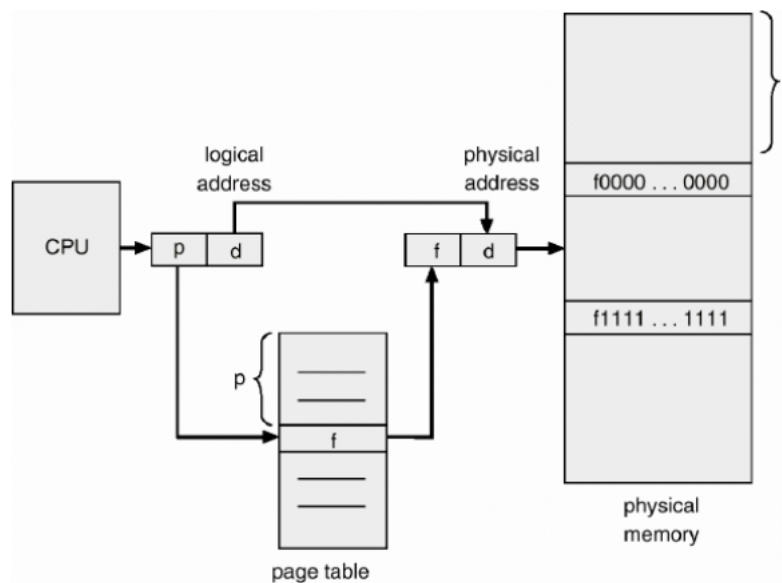 logical
address
physical
address
f0000 . . . 0000
CPU
p
d
f
d
f1111 . . . 1111
p
f
physical
memory
page table